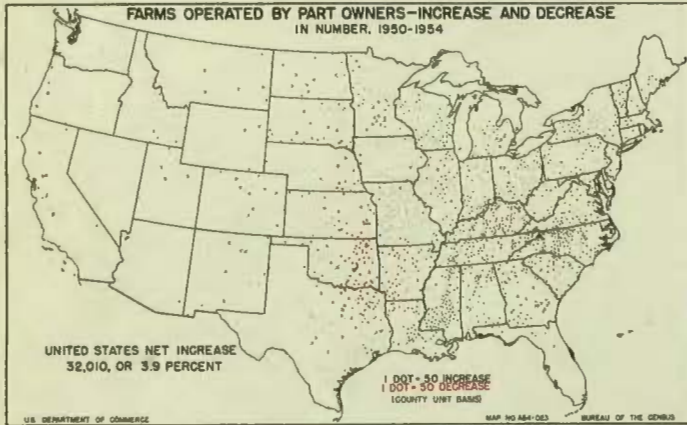 FARMS OPERATED BY PART OWNERS—INCREASE AND DECREASE
IN NUMBER, 1950-1954
UNITED STATES NET INCREASE
32,010, OR 3.9 PERCENT
1 DOT = 50 INCREASE
1 DOT = 50 DECREASE
(COUNTY UNIT BASIS)
U.S. DEPARTMENT OF COMMERCE
MAP NO. A54-023
BUREAU OF THE CENSUS